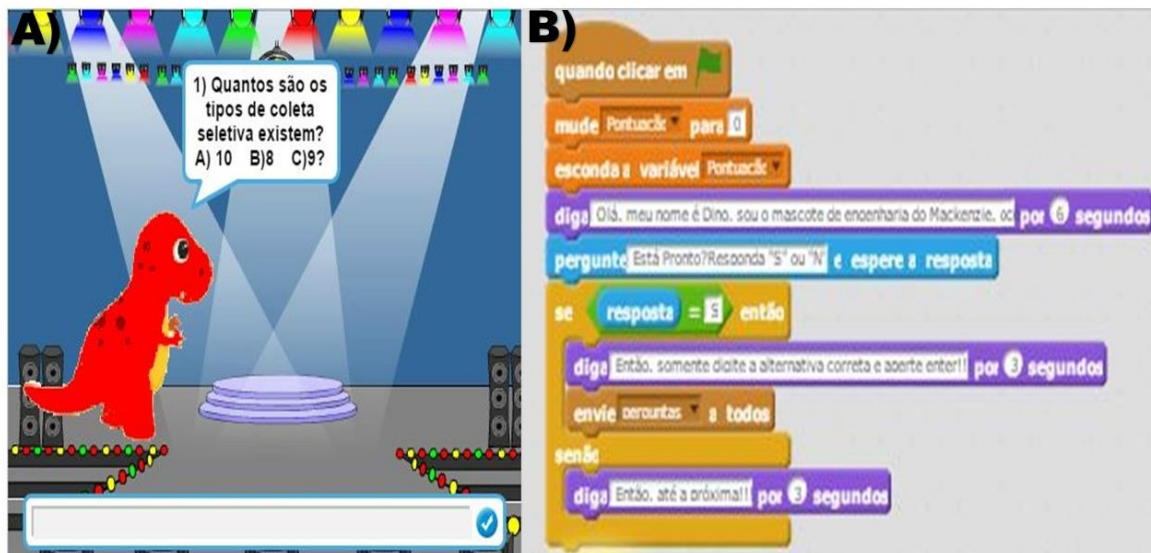 A)
1) Quantos são os
tipos de coleta
seletiva existem?
A) 10 B)8 C)9?
B)
quando clicar em
mude Pontuacão para 0
esconda a variável Pontuacão
diga Olá, meu nome é Dino, sou o mascote de engenharia do Mackenzie, por 6 segundos
pergunte Está Pronto?Responda "S" ou "N" e espere a resposta
se resposta = S então
diga Então, somente digite a alternativa correta e aperte enter!! por 3 segundos
envie perguntas a todos
senão
diga Então, até a próxima!!! por 3 segundos